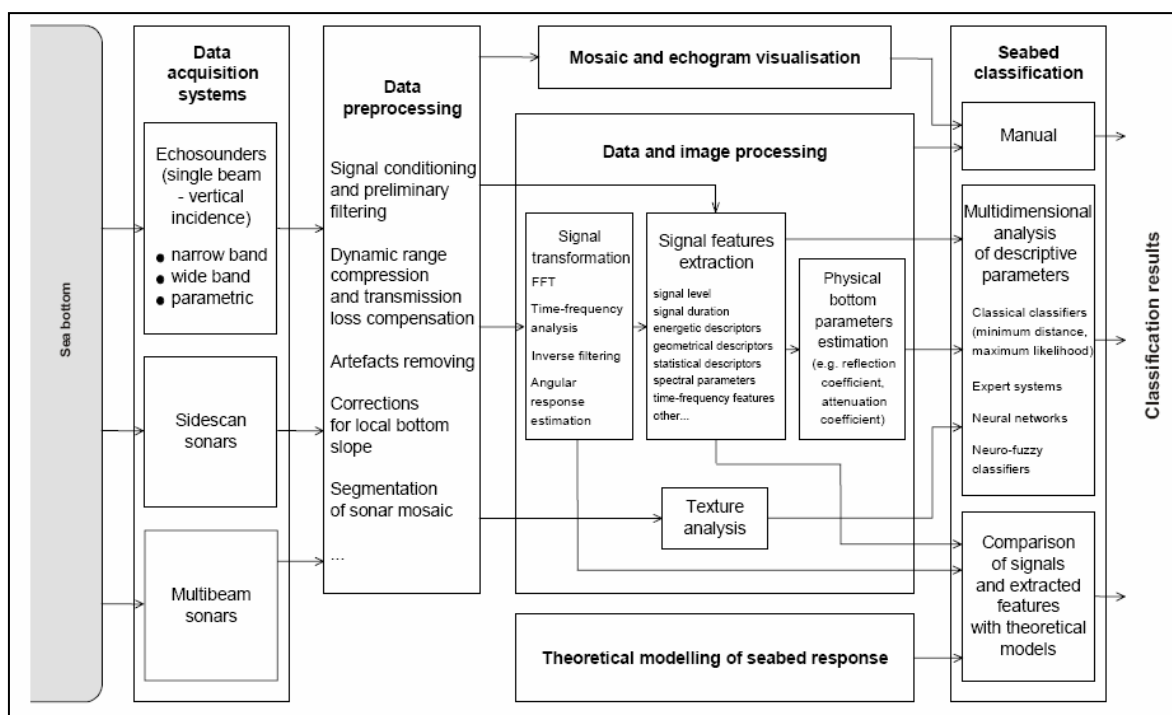 Sea bottom
Data
acquisition
systems
Echosounders
(single beam
- vertical
incidence)
● narrow band
● wide band
● parametric
Sidescan
sonars
Multibeam
sonars
Data
preprocessing
Signal conditioning
and preliminary
filtering
Dynamic range
compression
and transmission
loss compensation
Artefacts removing
Corrections
for local bottom
slope
Segmentation
of sonar mosaic
...
Mosaic and echogram visualisation
Data and image processing
Signal
transformation
FFT
Time-frequency
analysis
Inverse filtering
Angular
response
estimation
Signal features
extraction
signal level
signal duration
energetic descriptors
geometrical descriptors
statistical descriptors
spectral parameters
time-frequency features
other...
Physical
bottom
parameters
estimation
(e.g. reflection
coefficient,
attenuation
coefficient)
Texture
analysis
Theoretical modelling of seabed response
Seabed
classification
Manual
Multidimensional
analysis
of descriptive
parameters
Classical classifiers
(minimum distance,
maximum likelihood)
Expert systems
Neural networks
Neuro-fuzzy
classifiers
Comparison
of signals
and extracted
features
with theoretical
models
Classification results